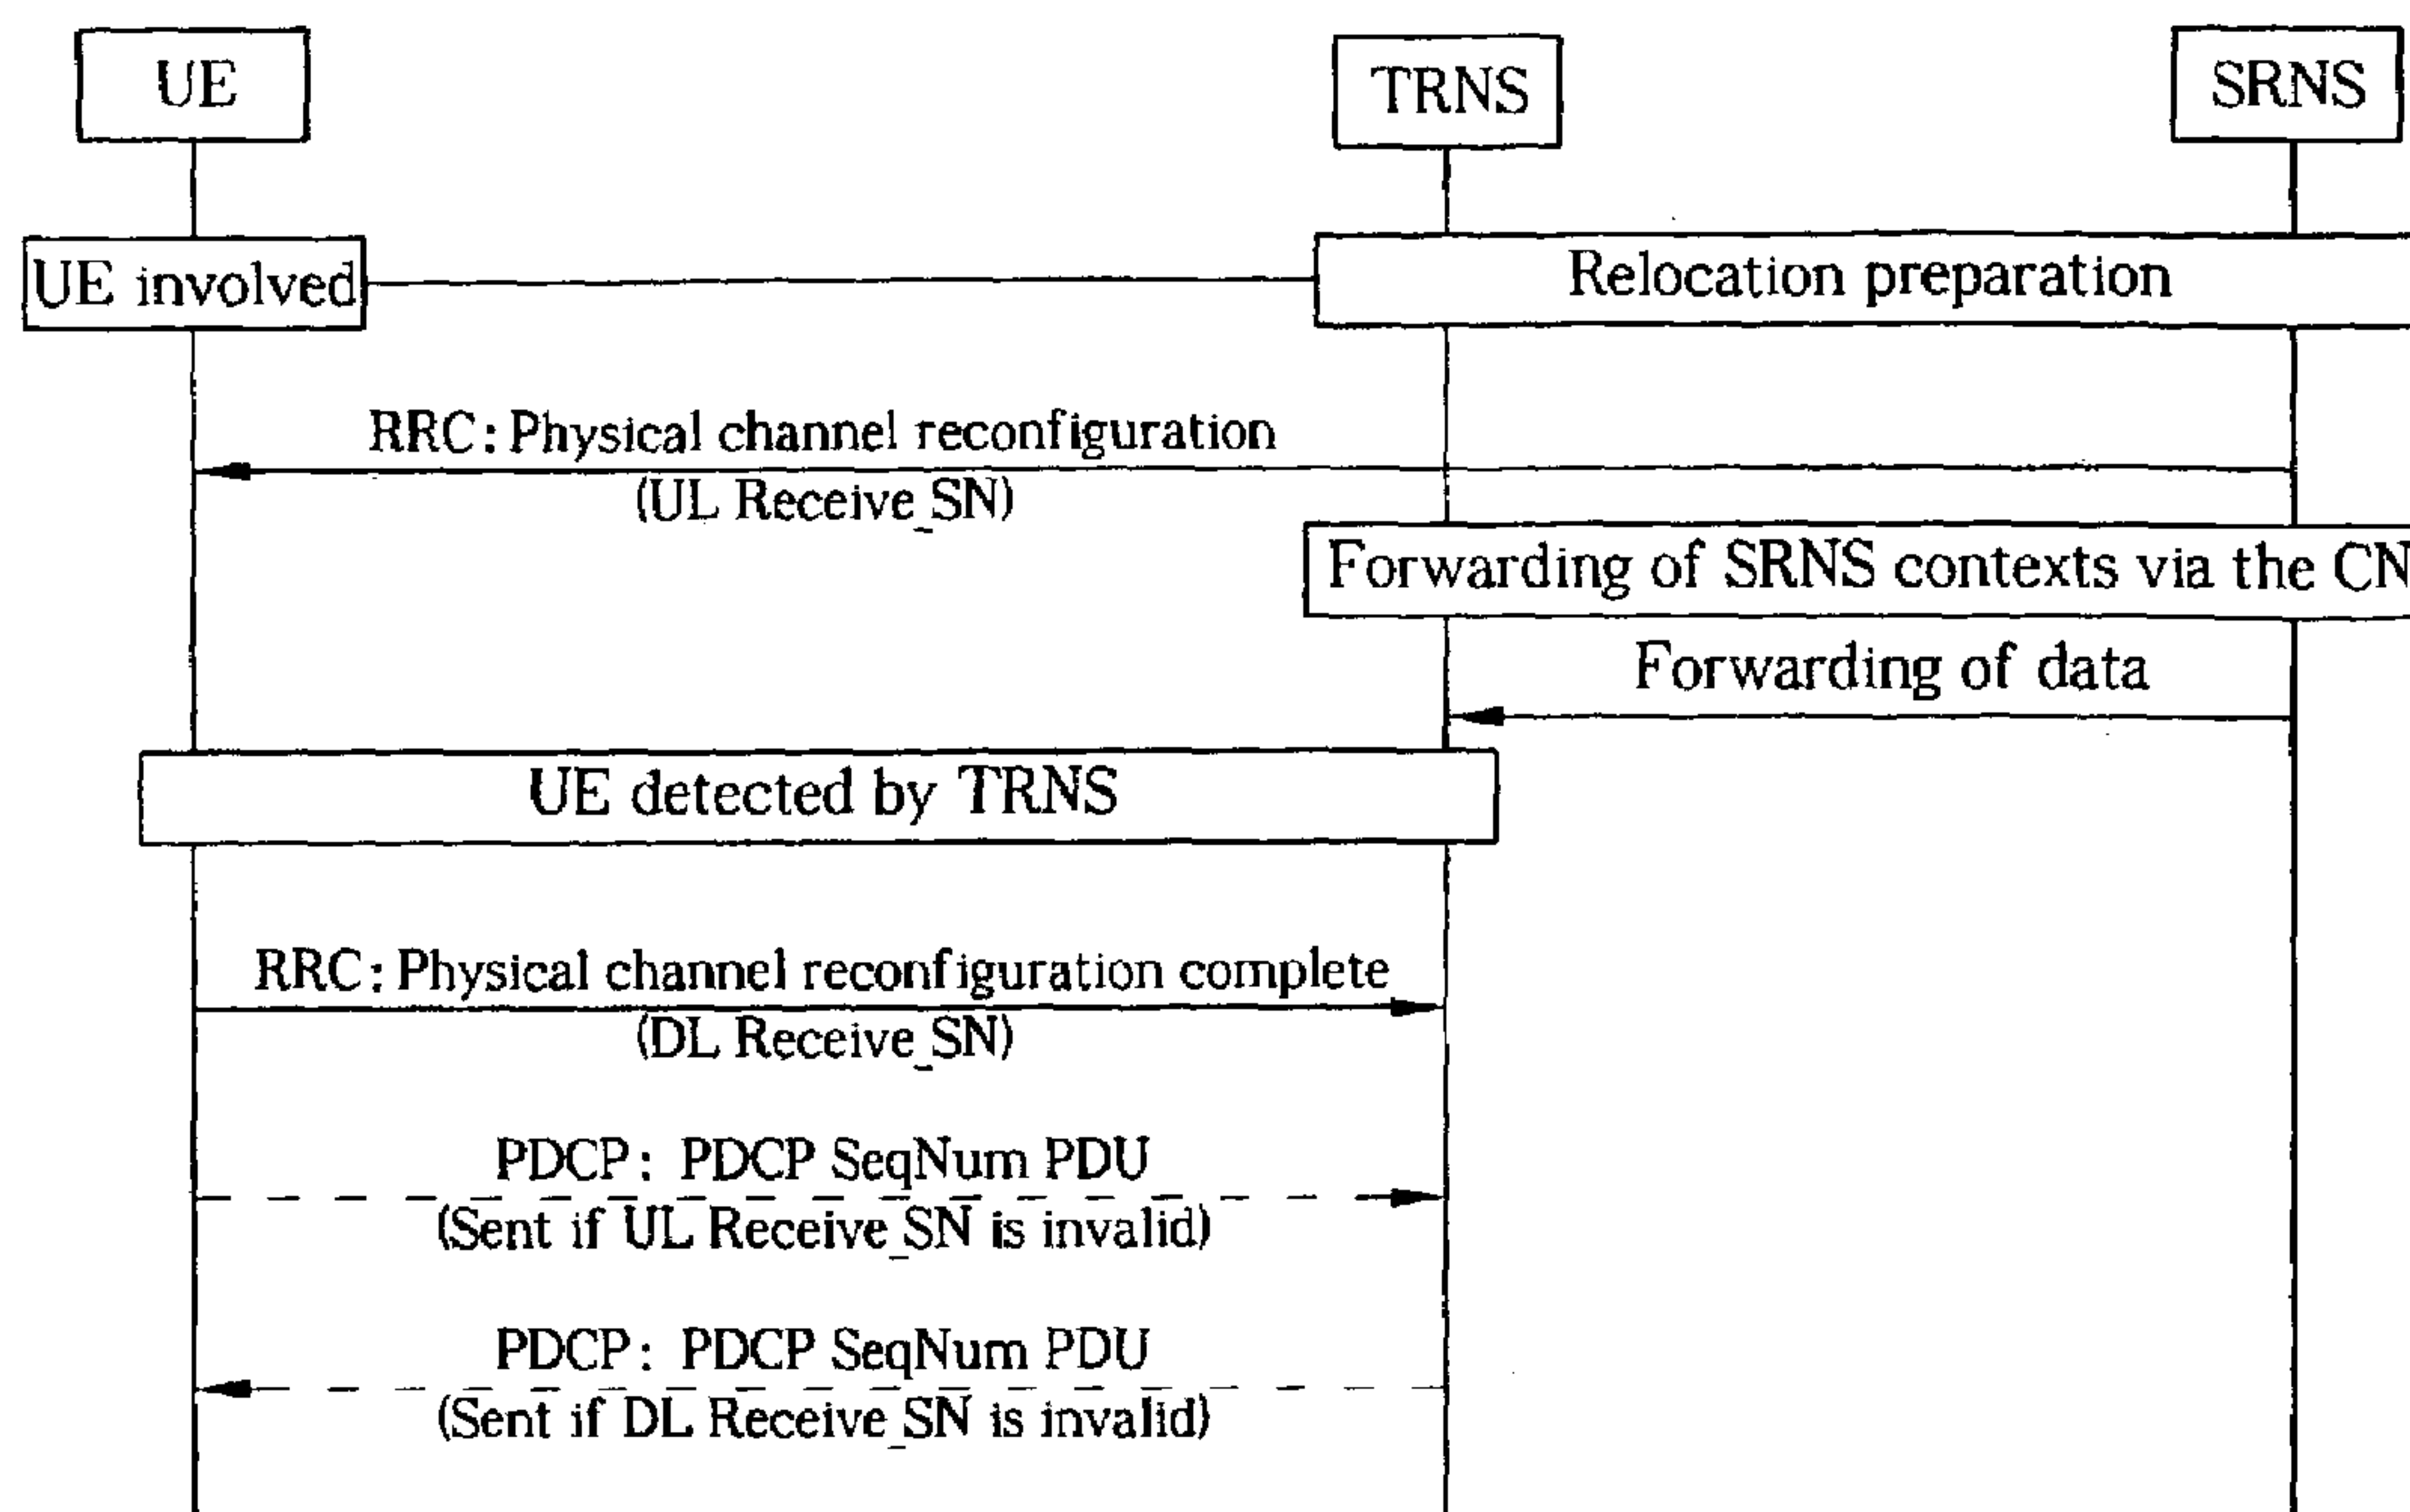 UE
TRNS
SRNS
UE involved
Relocation preparation
RRC: Physical channel reconfiguration
(UL Receive_SN)
Forwarding of SRNS contexts via the CN
Forwarding of data
UE detected by TRNS
RRC: Physical channel reconfiguration complete
(DL Receive_SN)
PDCP: PDCP SeqNum PDU
(Sent if UL Receive_SN is invalid)
PDCP: PDCP SeqNum PDU
(Sent if DL Receive_SN is invalid)